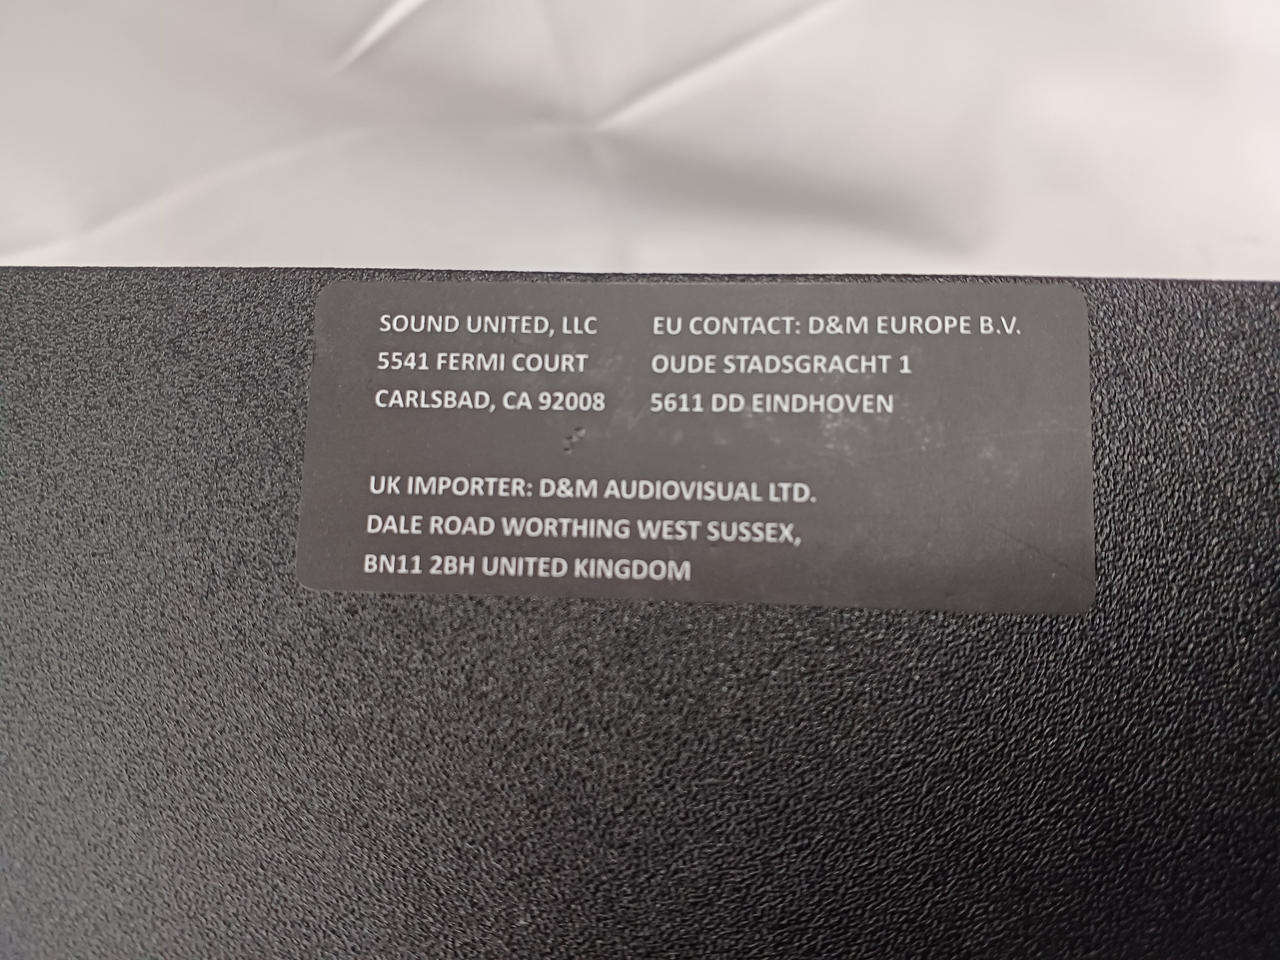 SOUND UNITED, LLC
5541 FERMI COURT
CARLSBAD, CA 92008
EU CONTACT: D&M EUROPE B.V.
OUDE STADSGRACHT 1
5611 DD EINDHOVEN
UK IMPORTER: D&M AUDIOVISUAL LTD.
DALE ROAD WORTHING WEST SUSSEX,
BN11 2BH UNITED KINGDOM